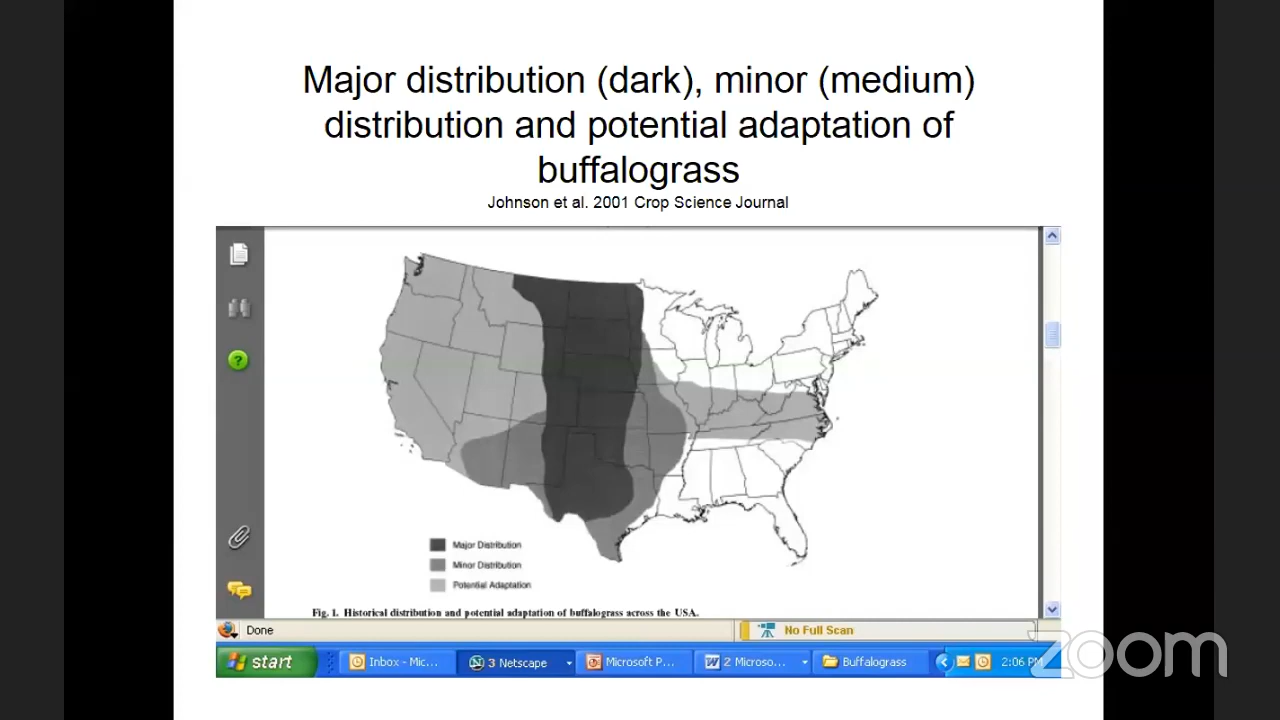 Major distribution (dark), minor (medium)
distribution and potential adaptation of
buffalograss
Johnson et al. 2001 Crop Science Journal
Major Distribution
Minor Distribution
Potential Adaptation
Fig. 1. Historical distribution and potential adaptation of buffalograss across the USA.
Done
No Full Scan
start
Inbox - Mic...
3 Netscape
Microsoft P...
2 Microso...
Buffalograss
2:06 PM
zoom